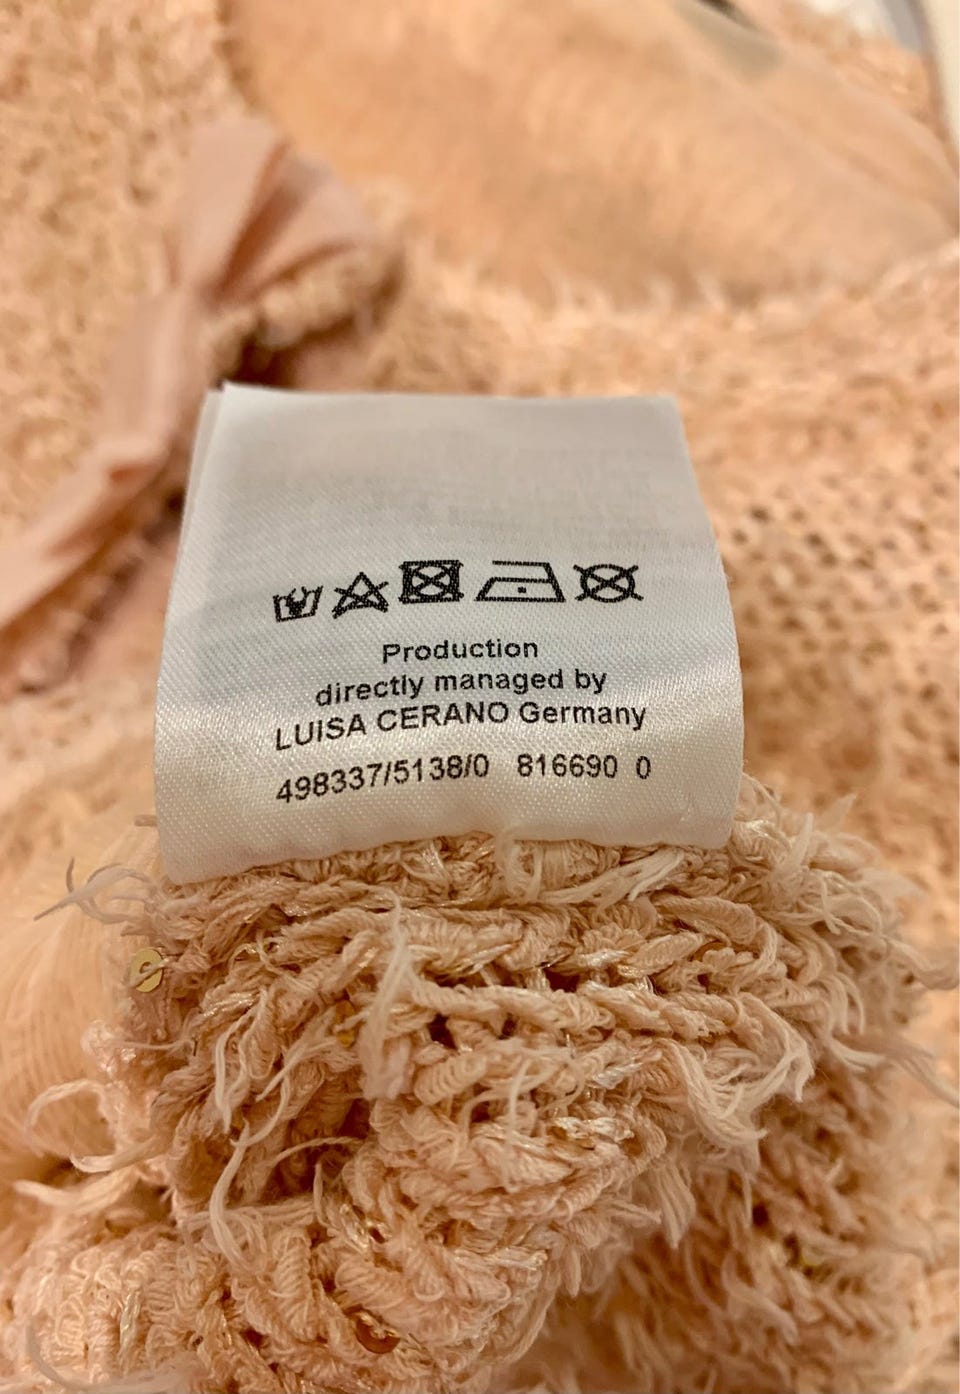 Production
directly managed by
LUISA CERANO Germany
498337/5138/0 816690 0